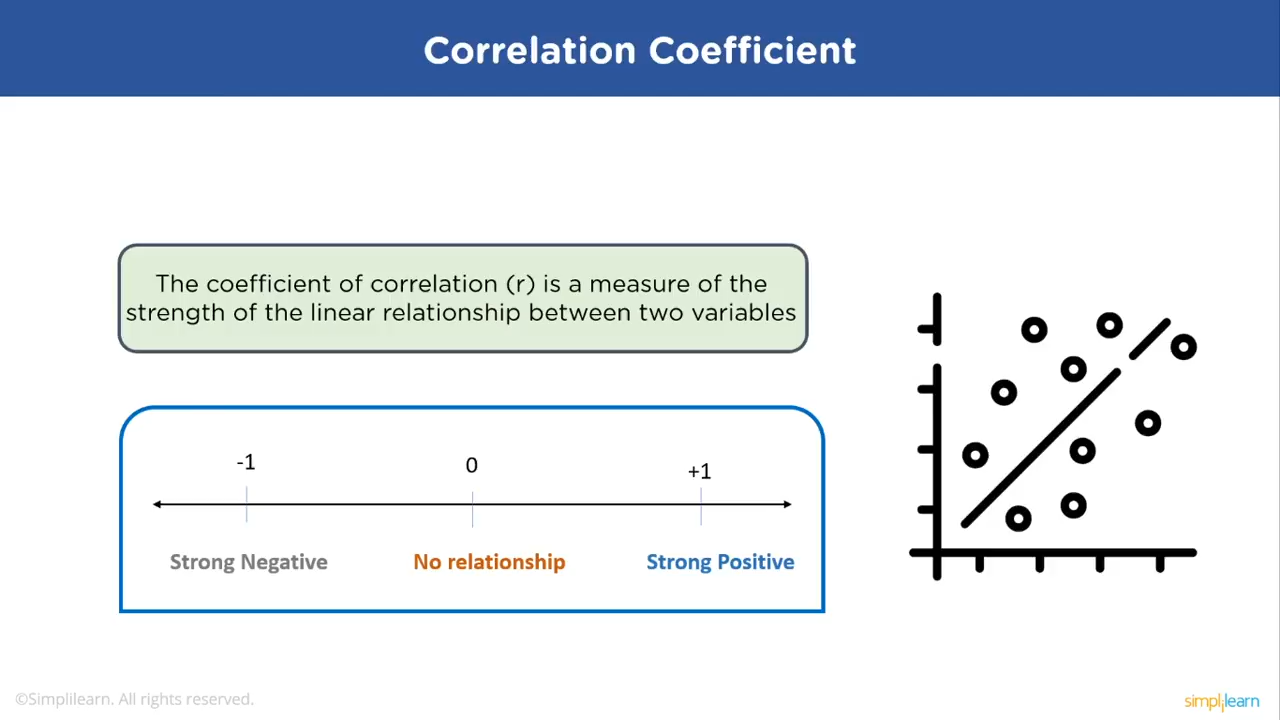 Correlation Coefficient
The coefficient of correlation (r) is a measure of the
strength of the linear relationship between two variables
-1 0 +1
Strong Negative No relationship Strong Positive
©Simplilearn. All rights reserved.
simplilearn